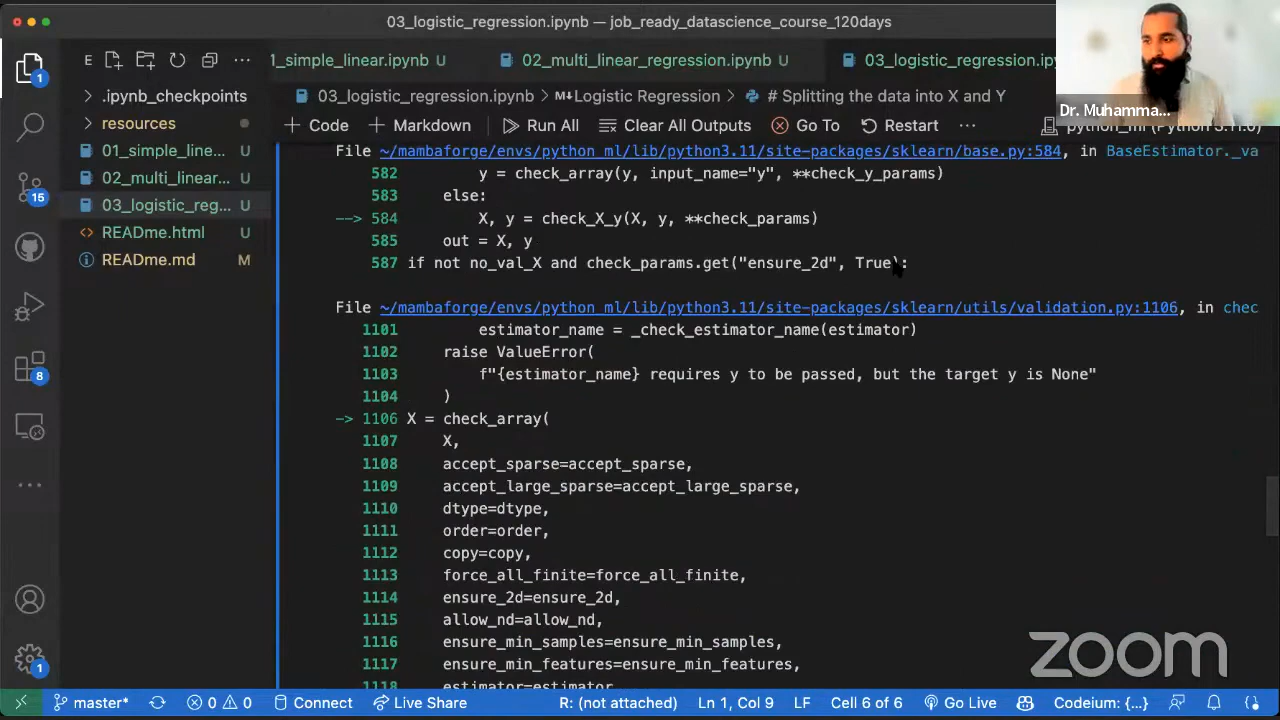 03_logistic_regression.ipynb — job_ready_datascience_course_120days
1_simple_linear.ipynb U
02_multi_linear_regression.ipynb U
03_logistic_regression.ipy
E
.ipynb_checkpoints
resources
01_simple_line... U
02_multi_linear... U
03_logistic_reg... U
READme.html U
READme.md M
1
15
8
1
03_logistic_regression.ipynb > M↓Logistic Regression > # Splitting the data into X and Y
+ Code + Markdown Run All Clear All Outputs Go To Restart ···
Dr. Muhamma...
File ~/mambaforge/envs/python_ml/lib/python3.11/site-packages/sklearn/base.py:584, in BaseEstimator._va
582 y = check_array(y, input_name="y", **check_y_params)
583 else:
--> 584 X, y = check_X_y(X, y, **check_params)
585 out = X, y
587 if not no_val_X and check_params.get("ensure_2d", True):
File ~/mambaforge/envs/python_ml/lib/python3.11/site-packages/sklearn/utils/validation.py:1106, in chec
1101 estimator_name = _check_estimator_name(estimator)
1102 raise ValueError(
1103 f"{estimator_name} requires y to be passed, but the target y is None"
1104 )
-> 1106 X = check_array(
1107 X,
1108 accept_sparse=accept_sparse,
1109 accept_large_sparse=accept_large_sparse,
1110 dtype=dtype,
1111 order=order,
1112 copy=copy,
1113 force_all_finite=force_all_finite,
1114 ensure_2d=ensure_2d,
1115 allow_nd=allow_nd,
1116 ensure_min_samples=ensure_min_samples,
1117 ensure_min_features=ensure_min_features,
1118 estimator=estimator
zoom
master* 0 0 Connect Live Share R: (not attached) Ln 1, Col 9 LF Cell 6 of 6 Go Live Codeium: {...}